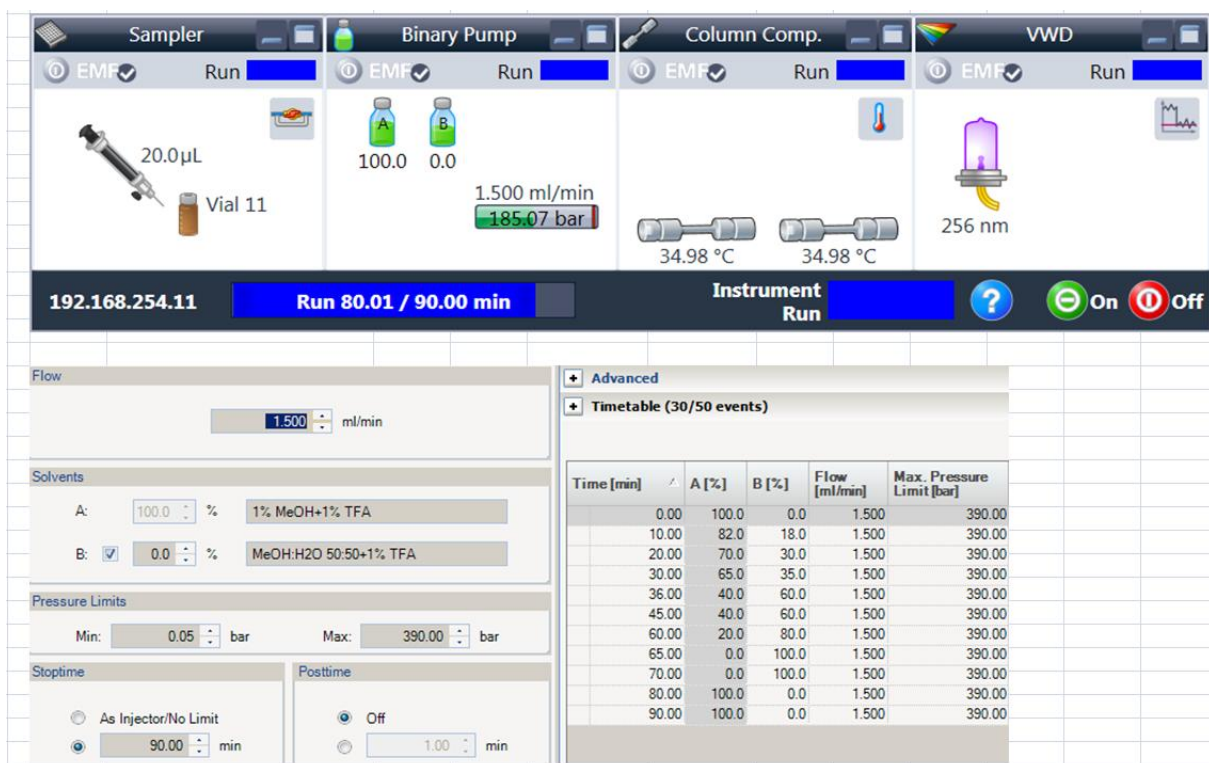 Sampler Binary Pump Column Comp. VWD
EMF Run EMF Run EMF Run EMF Run
20.0µL
Vial 11
A B
100.0 0.0
1.500 ml/min
185.07 bar
34.98 °C 34.98 °C
256 nm
192.168.254.11 Run 80.01 / 90.00 min Instrument Run ? On Off
Flow
1.500 ml/min
Solvents
A: 100.0 % 1% MeOH+1% TFA
B: 0.0 % MeOH:H2O 50:50+1% TFA
Pressure Limits
Min: 0.05 bar Max: 390.00 bar
Stoptime Posttime
As Injector/No Limit Off
90.00 min 1.00 min
Advanced
Timetable (30/50 events)
Time [min] A [%] B [%] Flow [ml/min] Max. Pressure Limit [bar]
0.00 100.0 0.0 1.500 390.00
10.00 82.0 18.0 1.500 390.00
20.00 70.0 30.0 1.500 390.00
30.00 65.0 35.0 1.500 390.00
36.00 40.0 60.0 1.500 390.00
45.00 40.0 60.0 1.500 390.00
60.00 20.0 80.0 1.500 390.00
65.00 0.0 100.0 1.500 390.00
70.00 0.0 100.0 1.500 390.00
80.00 100.0 0.0 1.500 390.00
90.00 100.0 0.0 1.500 390.00